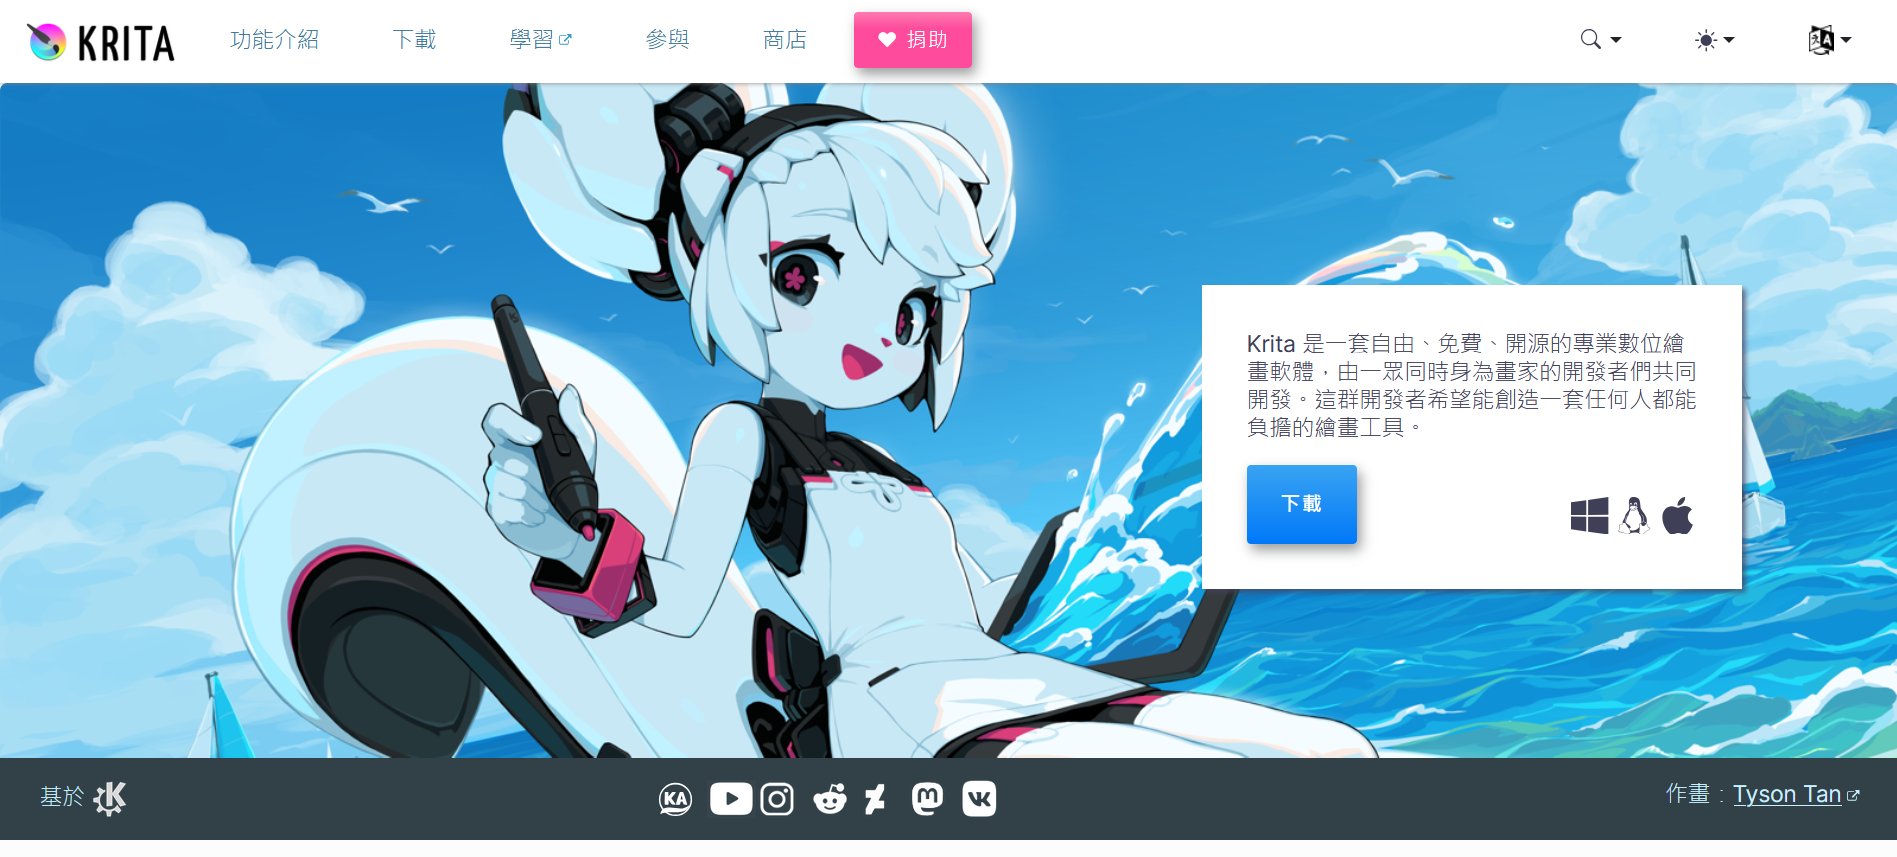 KRITA
功能介紹
下載
學習
參與
商店
捐助
Krita 是一套自由、免費、開源的專業數位繪
畫軟體，由一眾同時身為畫家的開發者們共同
開發。這群開發者希望能創造一套任何人都能
負擔的繪畫工具。
下載
基於
KA
作畫：Tyson Tan